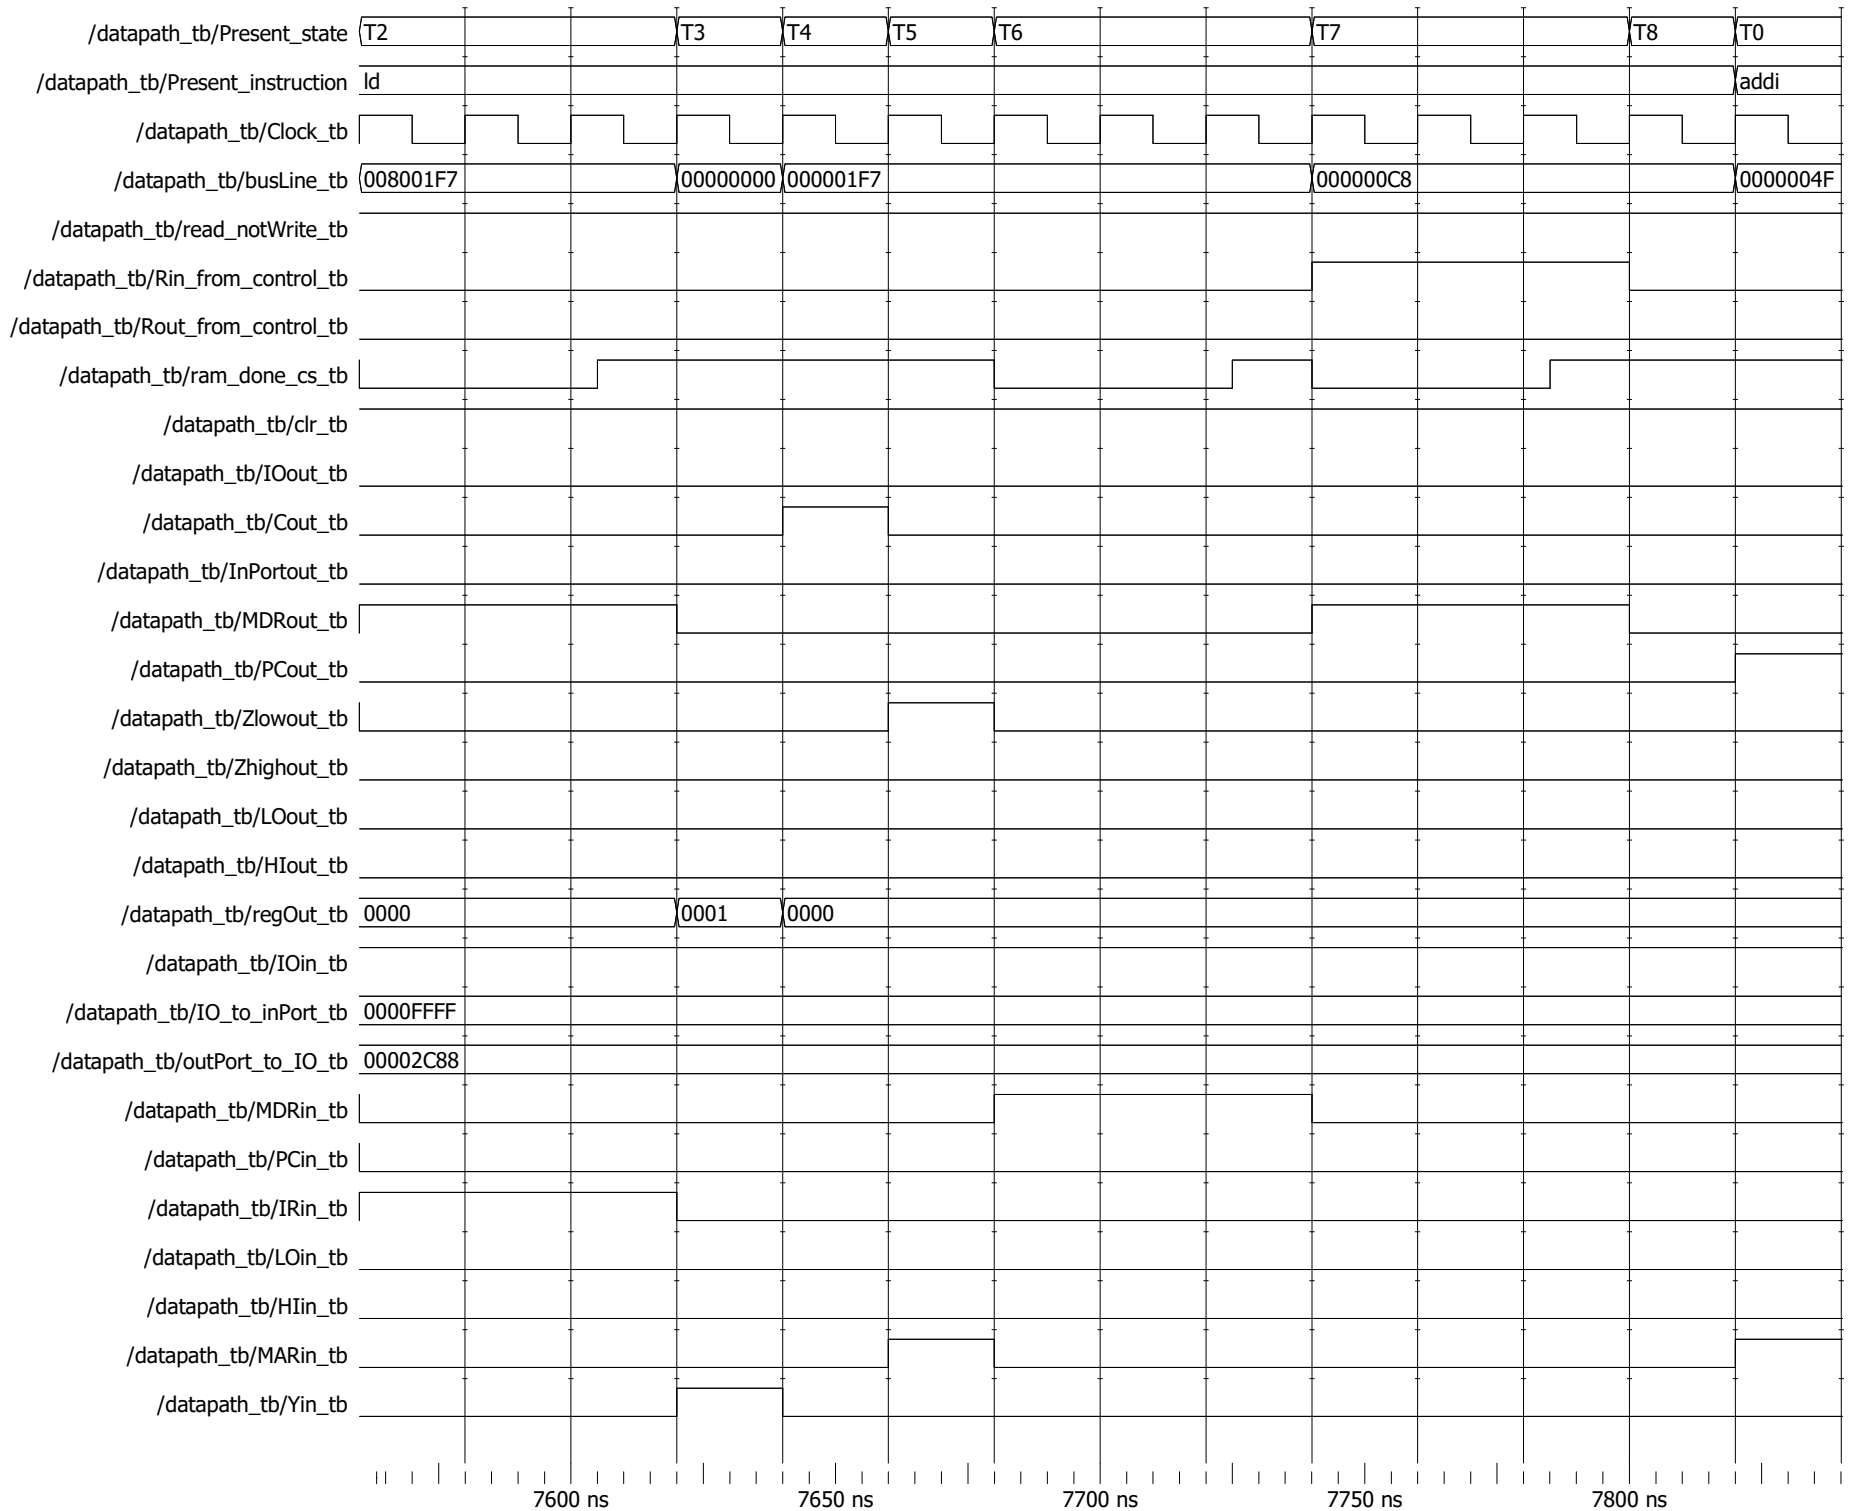 /datapath_tb/Present_state T2 T3 T4 T5 T6 T7 T8 T0
/datapath_tb/Present_instruction ld addi
/datapath_tb/Clock_tb
/datapath_tb/busLine_tb 008001F7 00000000 000001F7 000000C8 0000004F
/datapath_tb/read_notWrite_tb
/datapath_tb/Rin_from_control_tb
/datapath_tb/Rout_from_control_tb
/datapath_tb/ram_done_cs_tb
/datapath_tb/clr_tb
/datapath_tb/IOout_tb
/datapath_tb/Cout_tb
/datapath_tb/InPortout_tb
/datapath_tb/MDRout_tb
/datapath_tb/PCout_tb
/datapath_tb/Zlowout_tb
/datapath_tb/Zhighout_tb
/datapath_tb/LOout_tb
/datapath_tb/HIout_tb
/datapath_tb/regOut_tb 0000 0001 0000
/datapath_tb/IOin_tb
/datapath_tb/IO_to_inPort_tb 0000FFFF
/datapath_tb/outPort_to_IO_tb 00002C88
/datapath_tb/MDRin_tb
/datapath_tb/PCin_tb
/datapath_tb/IRin_tb
/datapath_tb/LOin_tb
/datapath_tb/HIin_tb
/datapath_tb/MARin_tb
/datapath_tb/Yin_tb
7600 ns 7650 ns 7700 ns 7750 ns 7800 ns